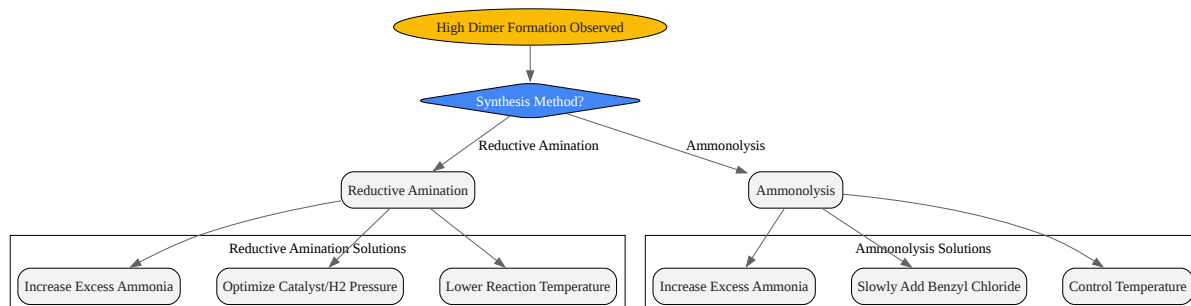 High Dimer Formation Observed
Synthesis Method?
Reductive Amination
Ammonolysis
Reductive Amination
Ammonolysis
Reductive Amination Solutions
Ammonolysis Solutions
Increase Excess Ammonia
Optimize Catalyst/H2 Pressure
Lower Reaction Temperature
Increase Excess Ammonia
Slowly Add Benzyl Chloride
Control Temperature